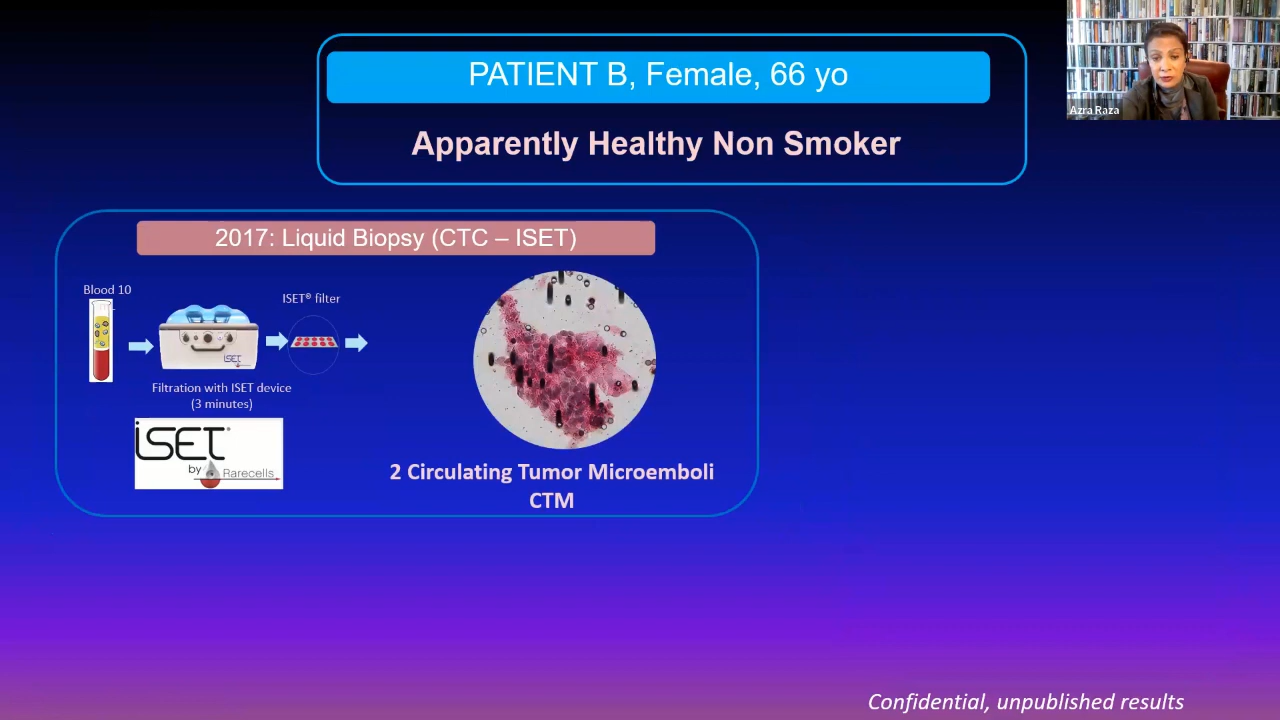 PATIENT B, Female, 66 yo
Apparently Healthy Non Smoker
Azra Raza
2017: Liquid Biopsy (CTC – ISET)
Blood 10
ISET® filter
iSET
Filtration with ISET device
(3 minutes)
iSET®
by Rarecells
2 Circulating Tumor Microemboli
CTM
Confidential, unpublished results